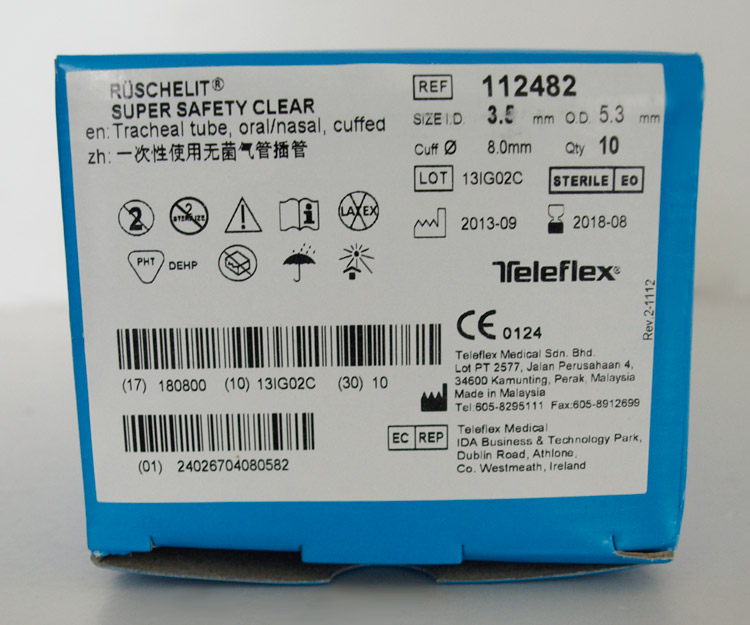 RÜSCHELIT®
SUPER SAFETY CLEAR
en: Tracheal tube, oral/nasal, cuffed
zh: 一次性使用无菌气管插管
REF 112482
SIZE I.D. 3.5 mm O.D. 5.3 mm
Cuff Ø 8.0mm Qty 10
LOT 13IG02C STERILE EO
2013-09 2018-08
2 2 STERILIZE i LATEX
PHT DEHP
Teleflex®
Rev.2-1112
CE 0124
(17) 180800 (10) 13IG02C (30) 10
(01) 24026704080582
Teleflex Medical Sdn. Bhd.
Lot PT 2577, Jalan Perusahaan 4,
34600 Kamunting, Perak, Malaysia
Made in Malaysia
Tel:605-8295111 Fax:605-8912699
EC REP
Teleflex Medical
IDA Business & Technology Park,
Dublin Road, Athlone,
Co. Westmeath, Ireland